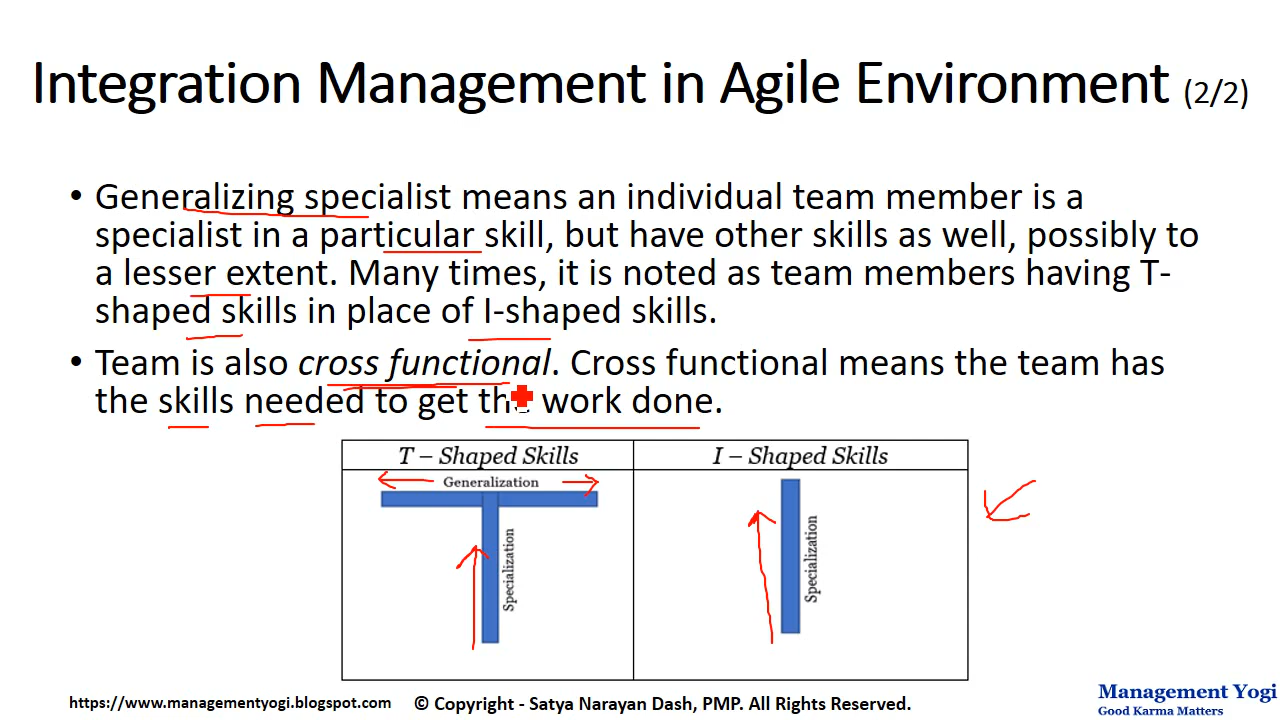 Integration Management in Agile Environment (2/2)
• Generalizing specialist means an individual team member is a
specialist in a particular skill, but have other skills as well, possibly to
a lesser extent. Many times, it is noted as team members having T-
shaped skills in place of I-shaped skills.
• Team is also cross functional. Cross functional means the team has
the skills needed to get the work done.
T – Shaped Skills
I – Shaped Skills
Generalization
Specialization
Specialization
https://www.managementyogi.blogspot.com
© Copyright - Satya Narayan Dash, PMP. All Rights Reserved.
Management Yogi
Good Karma Matters